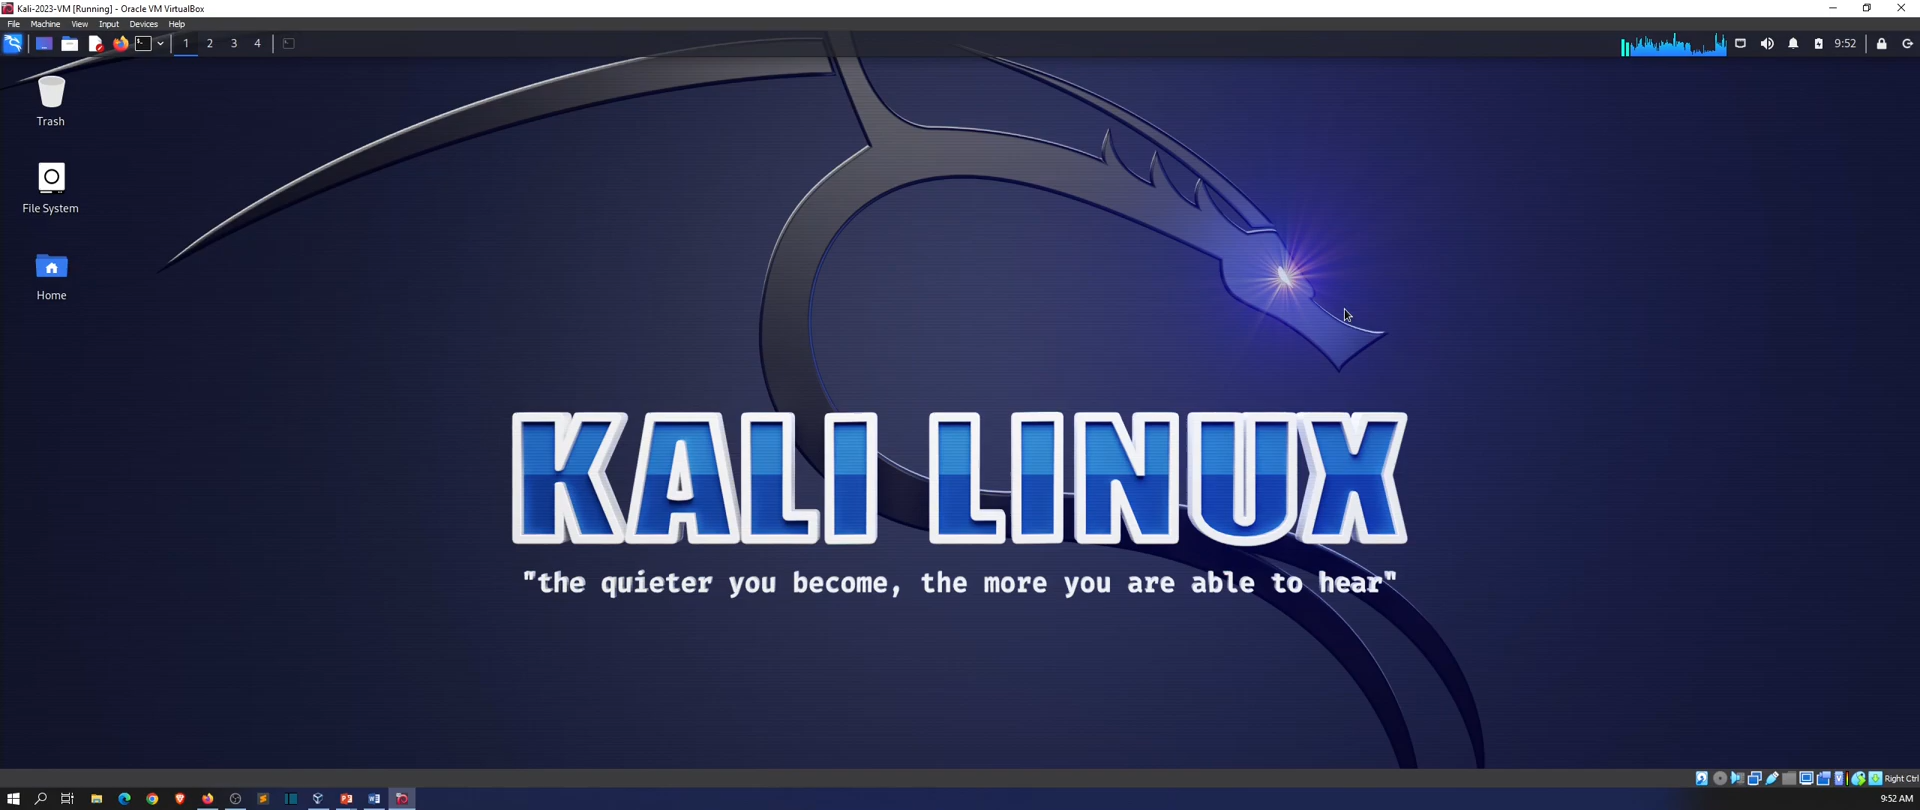 Kali-2023-VM [Running] - Oracle VM VirtualBox
File Machine View Input Devices Help
1 2 3 4 9:52
Trash
File System
Home
KALI LINUX
"the quieter you become, the more you are able to hear"
Right Ctrl
9:52 AM